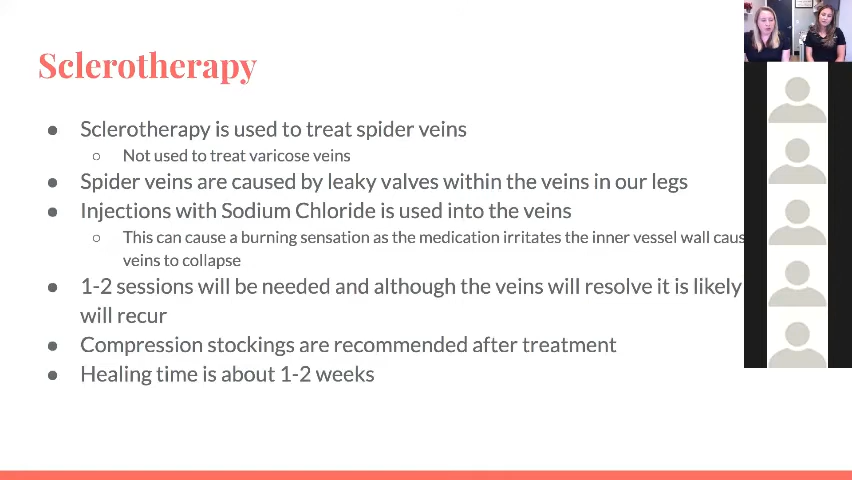 Sclerotherapy
● Sclerotherapy is used to treat spider veins
○ Not used to treat varicose veins
● Spider veins are caused by leaky valves within the veins in our legs
● Injections with Sodium Chloride is used into the veins
○ This can cause a burning sensation as the medication irritates the inner vessel wall
veins to collapse
● 1-2 sessions will be needed and although the veins will resolve it is likely
will recur
● Compression stockings are recommended after treatment
● Healing time is about 1-2 weeks